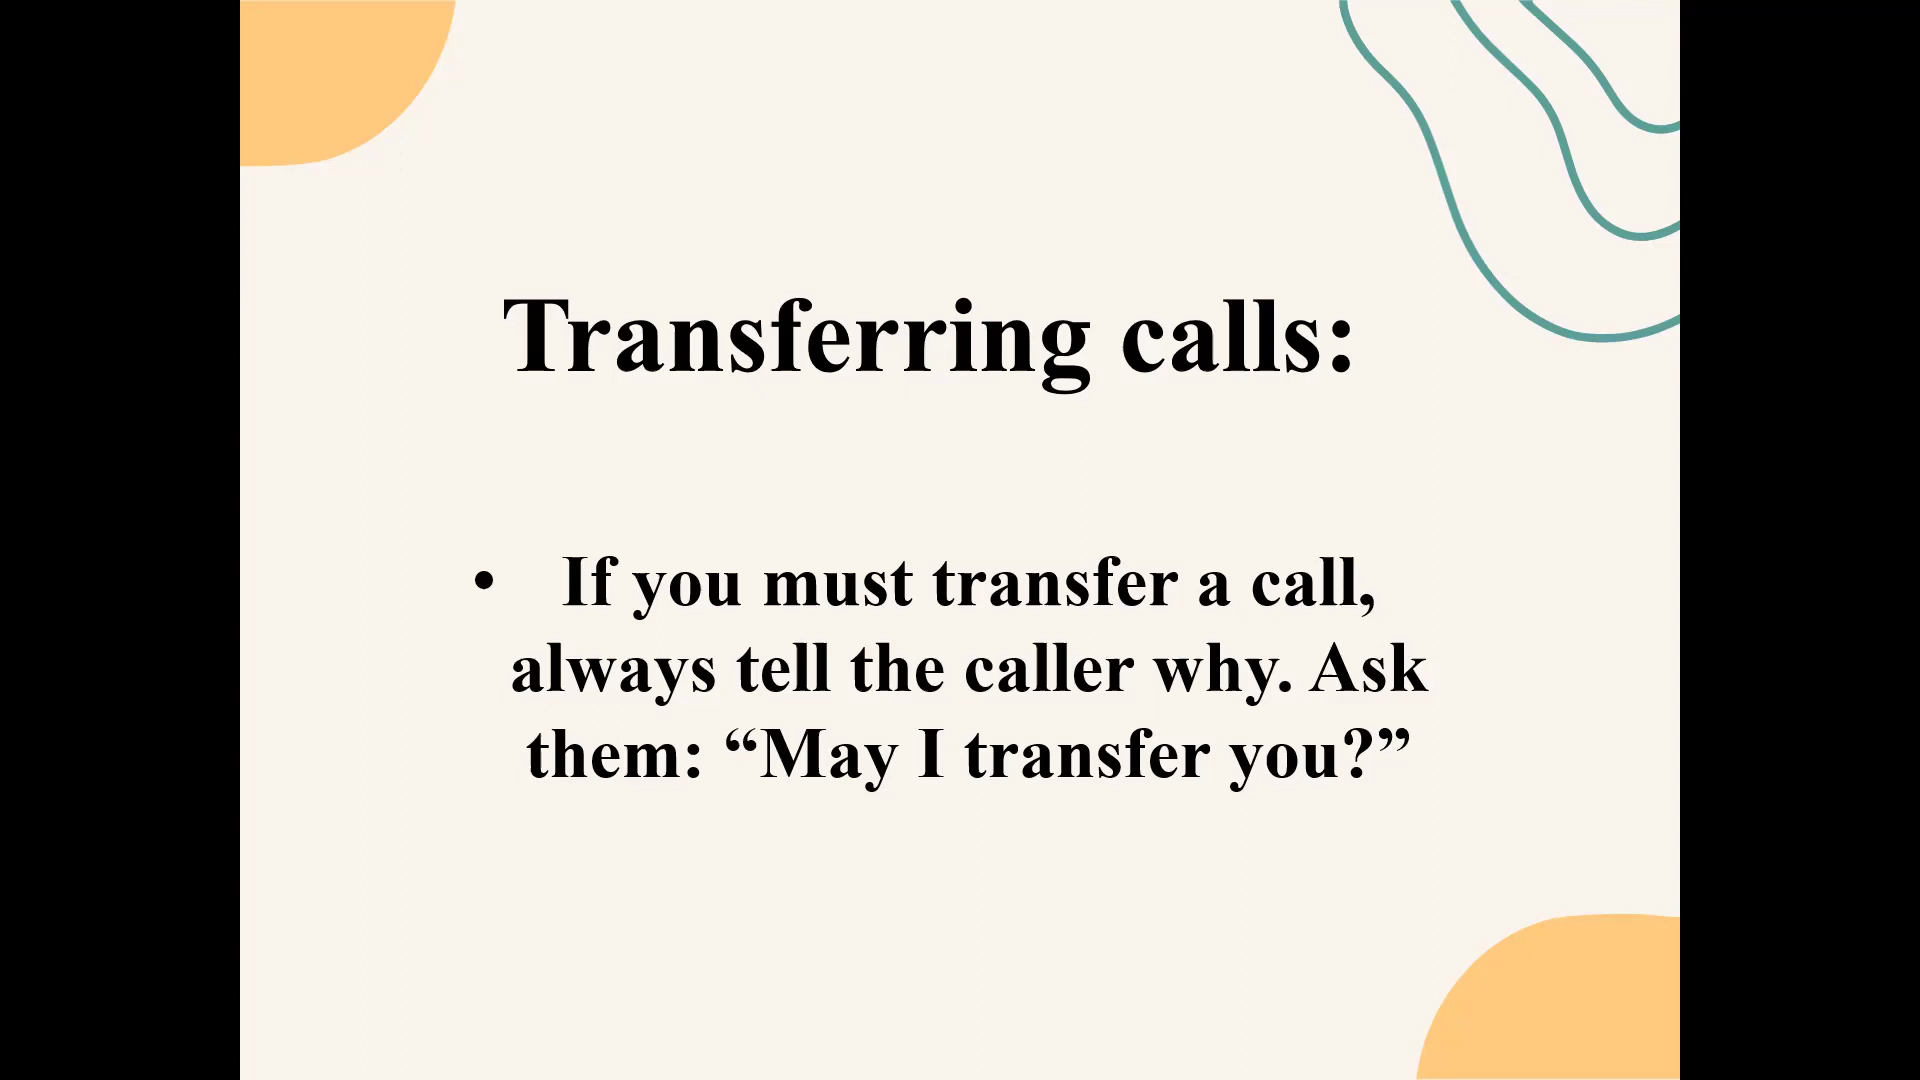 Transferring calls:
• If you must transfer a call,
always tell the caller why. Ask
them: “May I transfer you?”